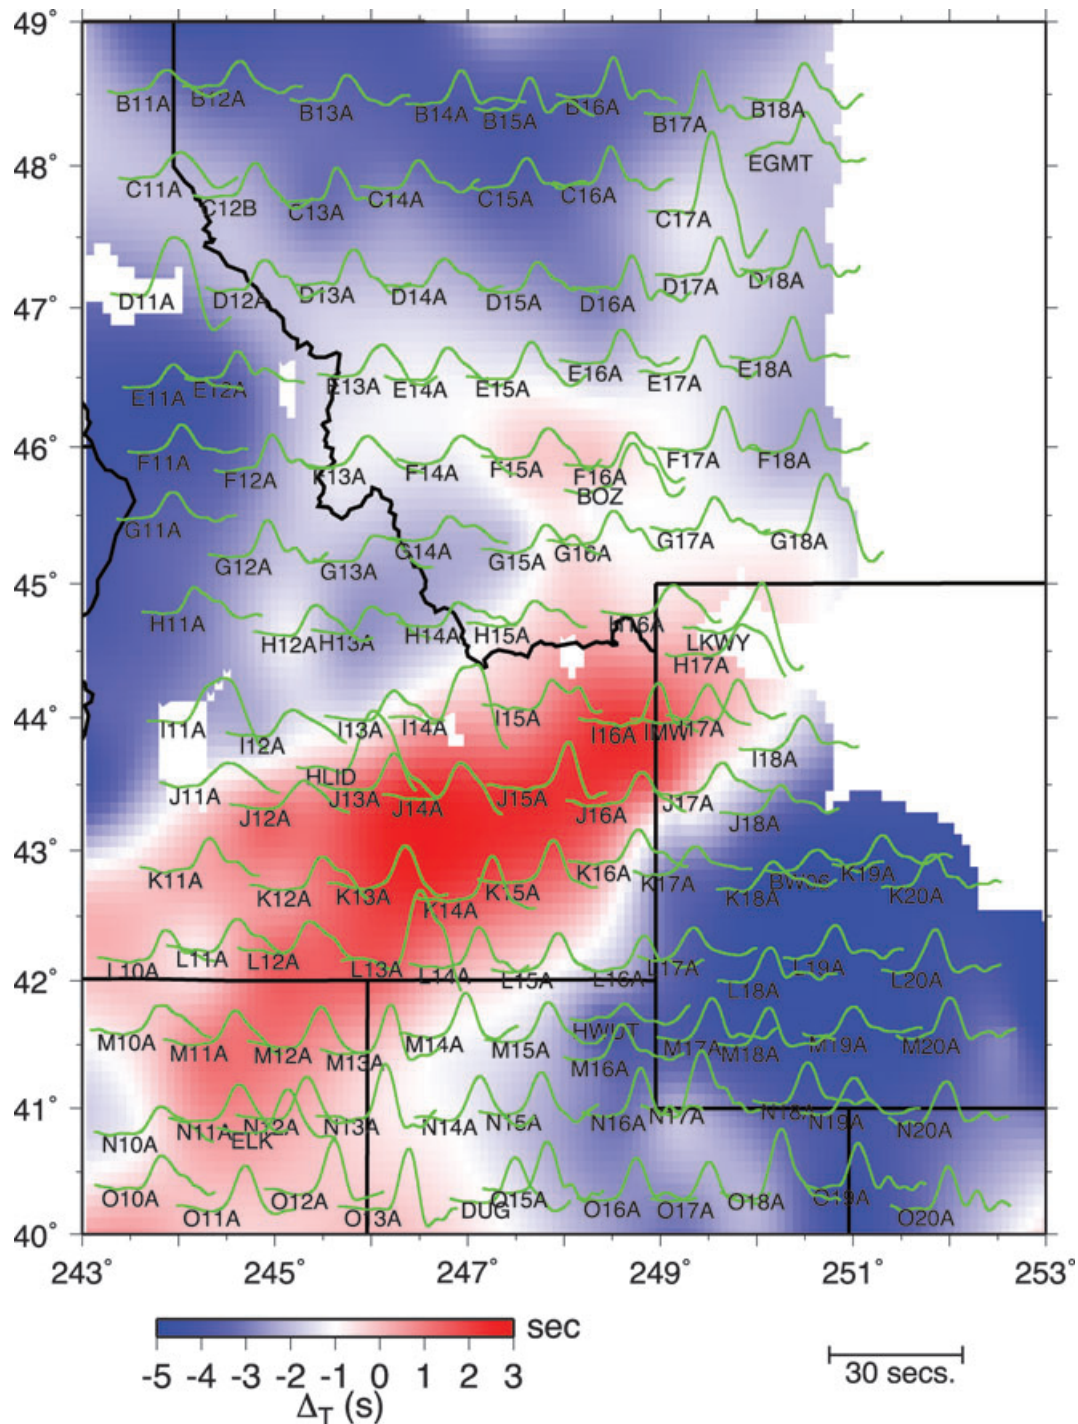 49°
B11A B12A B13A B14A B15A B16A B17A B18A
EGMT
48°
C11A C12B C13A C14A C15A C16A C17A
D11A D12A D13A D14A D15A D16A D17A D18A
47°
E11A E12A E13A E14A E15A E16A E17A E18A
46°
F11A F12A F13A F14A F15A F16A F17A F18A
BOZ
G11A G12A G13A G14A G15A G16A G17A G18A
45°
H11A H12A H13A H14A H15A H16A LKWY H17A
44°
I11A I12A I13A I14A I15A I16A IMW I17A I18A
HLID
J11A J12A J13A J14A J15A J16A J17A J18A
43°
K11A K12A K13A K14A K15A K16A K17A K18A BW06 K19A K20A
L10A L11A L12A L13A L14A L15A L16A L17A L18A L19A L20A
42°
HWUT
M10A M11A M12A M13A M14A M15A M16A M17A M18A M19A M20A
41°
N10A N11A ELK N12A N13A N14A N15A N16A N17A N18A N19A N20A
O10A O11A O12A O13A DUG O15A O16A O17A O18A O19A O20A
40°
243° 245° 247° 249° 251° 253°
sec
-5 -4 -3 -2 -1 0 1 2 3
Δ_T (s)
30 secs.